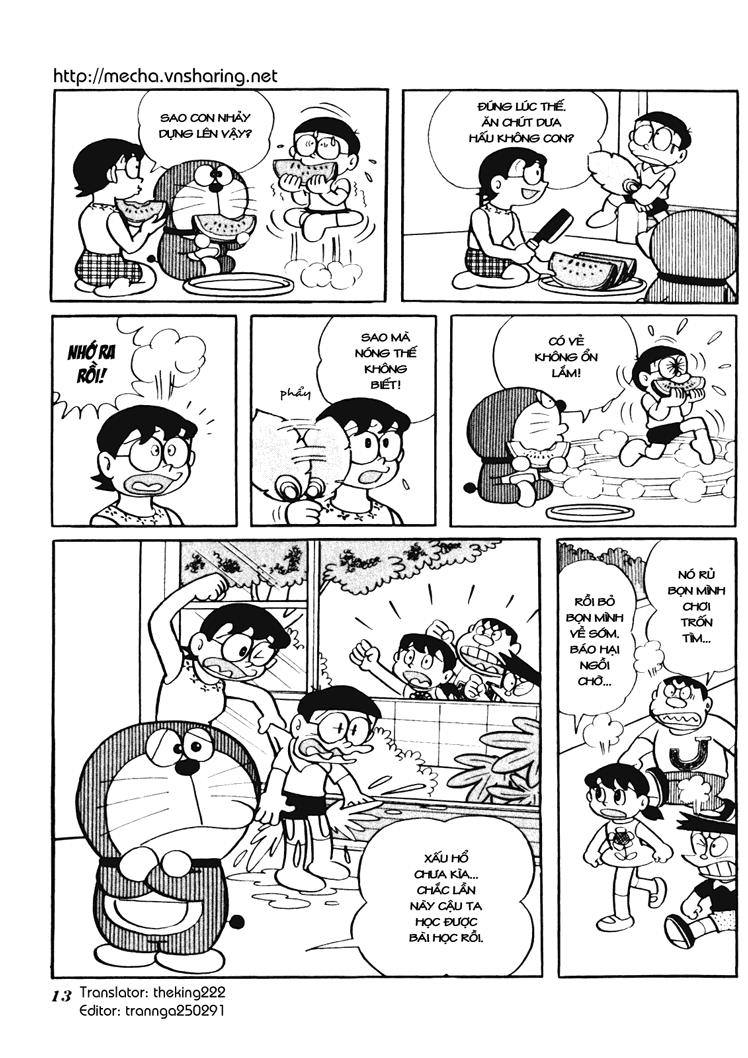 http://mecha.vnsharing.net
ĐÚNG LÚC THẾ.
ĂN CHÚT DƯA
HẤU KHÔNG CON?
SAO CON NHẢY
DỰNG LÊN VẬY?
CÓ VẺ
KHÔNG ỔN
LẮM!
SAO MÀ
NÓNG THẾ
KHÔNG
BIẾT!
phẩy
NHỚ RA
RỒI!
NÓ RỦ
BỌN MÌNH
CHƠI
TRỐN
TÌM...
RỒI BỎ
BỌN MÌNH
VỀ SỚM.
BÁO HẠI
NGỒI
CHỜ...
J
XẤU HỔ
CHƯA KÌA...
CHẮC LẦN
NÀY CẬU TA
HỌC ĐƯỢC
BÀI HỌC RỒI.
13
Translator: theking222
Editor: trannga250291